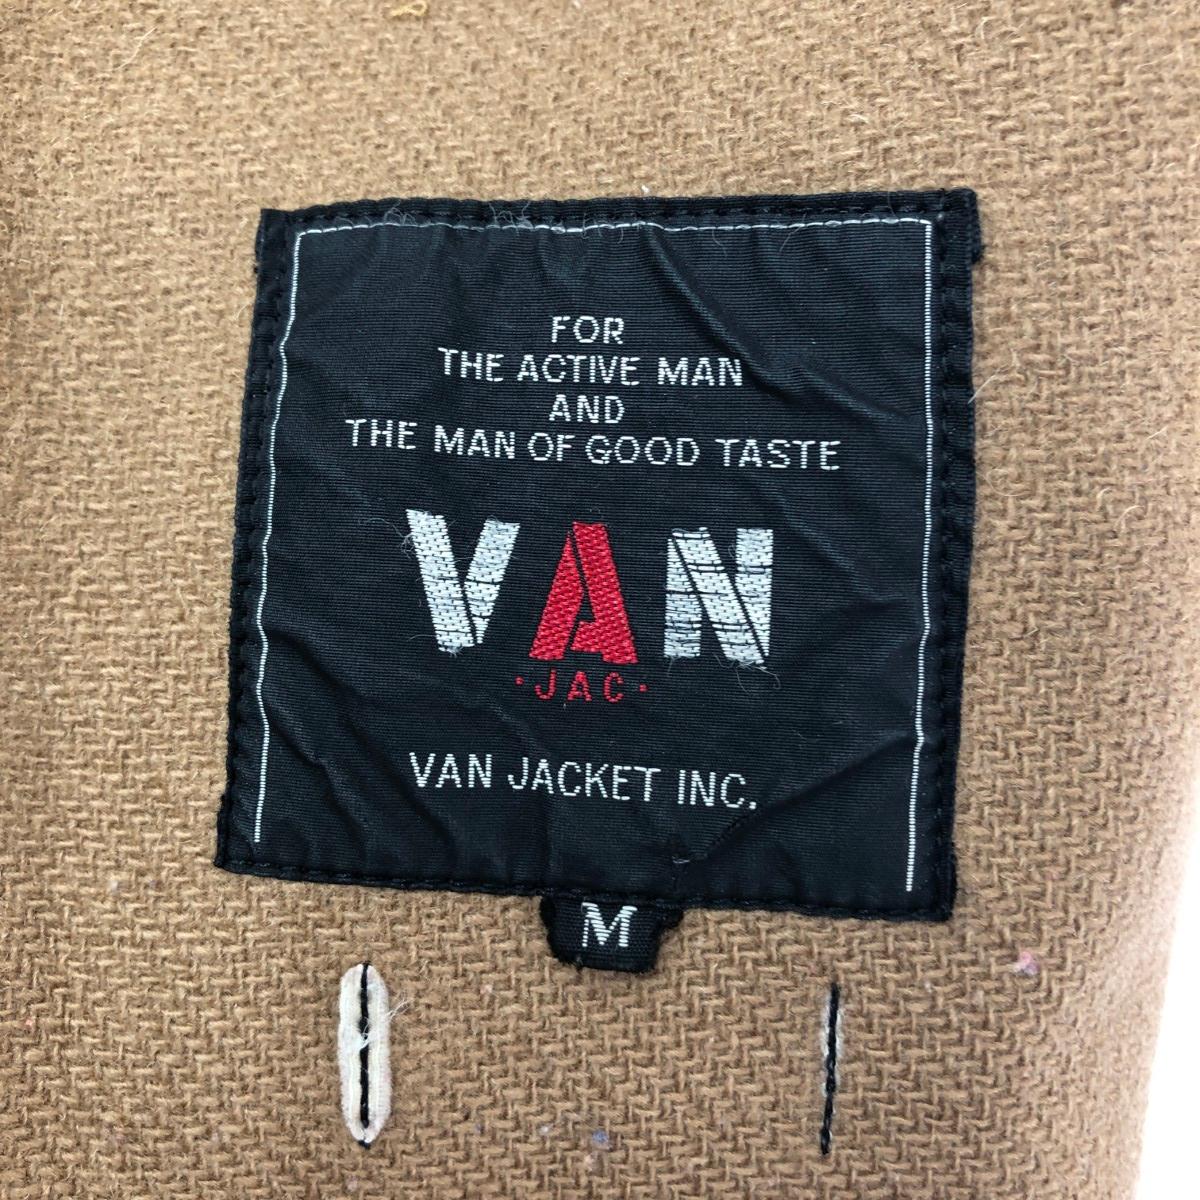 FOR
THE ACTIVE MAN
AND
THE MAN OF GOOD TASTE
VAN
·JAC·
VAN JACKET INC.
M